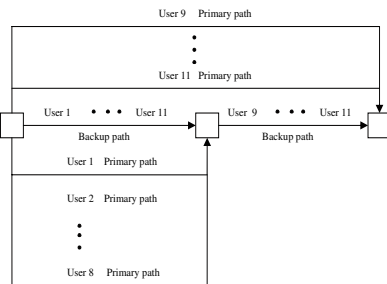 User 9 Primary path
User 11 Primary path
User 1 • • • User 11
User 9 • • • User 11
Backup path
Backup path
User 1 Primary path
User 2 Primary path
User 8 Primary path